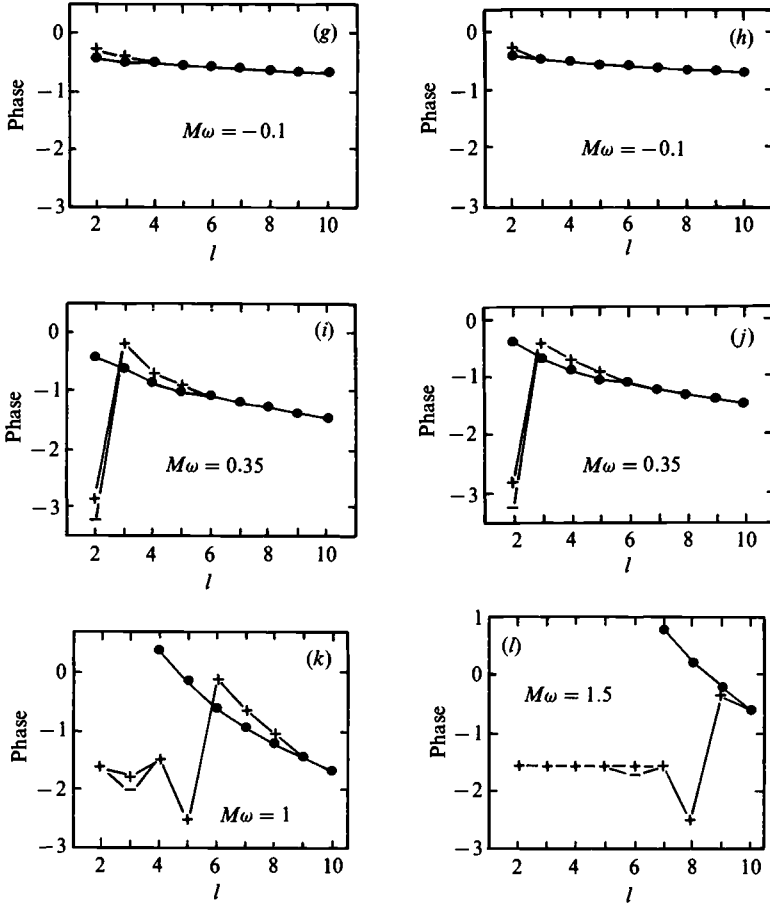 0
(g)
−1
Phase
Mω = −0.1
−2
−3
2 4 6 8 10
l
0
(h)
−1
Phase
Mω = −0.1
−2
−3
2 4 6 8 10
l
0
(i)
−1
Phase
−2
Mω = 0.35
−3
2 4 6 8 10
l
0
(j)
−1
Phase
−2
Mω = 0.35
−3
2 4 6 8 10
l
(k)
0
−1
Phase
−2
Mω = 1
−3
2 4 6 8 10
l
1
(l)
0
Mω = 1.5
−1
Phase
−2
−3
2 4 6 8 10
l